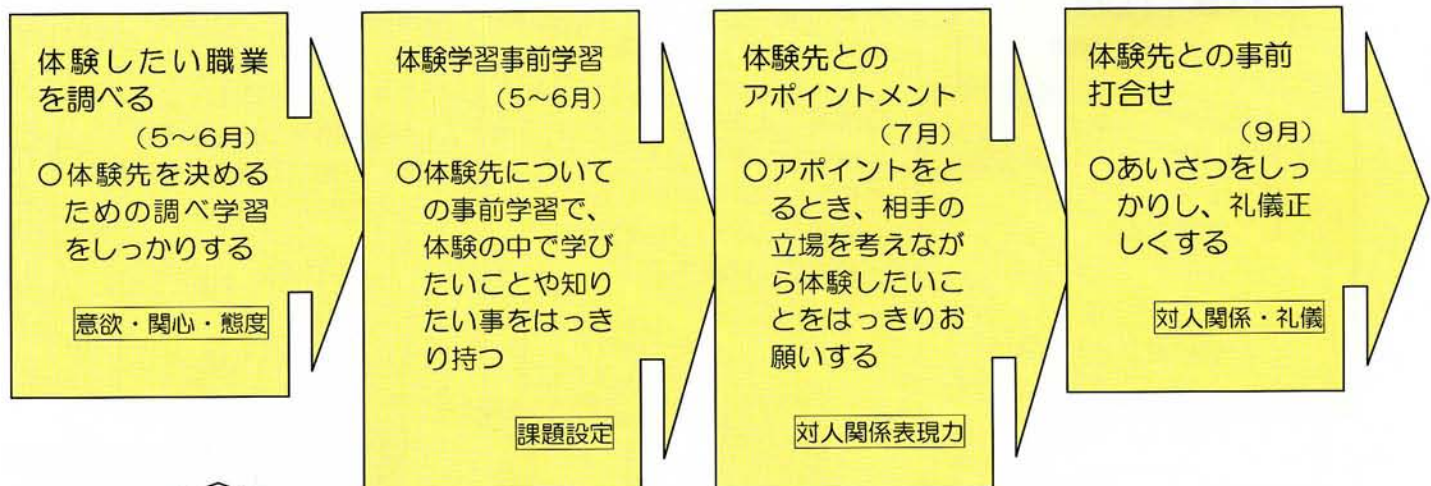 体験したい職業
を調べる
(5~6月)
○体験先を決める
ための調べ学習
をしっかりする
意欲・関心・態度
体験学習事前学習
(5~6月)
○体験先について
の事前学習で、
体験の中で学び
たいことや知り
たい事をはっき
り持つ
課題設定
体験先との
アポイントメント
(7月)
○アポイントをと
るとき、相手の
立場を考えなが
ら体験したいこ
とをはっきりお
願いする
対人関係表現力
体験先との事前
打合せ
(9月)
○あいさつをしっ
かりし、礼儀正
しくする
対人関係・礼儀